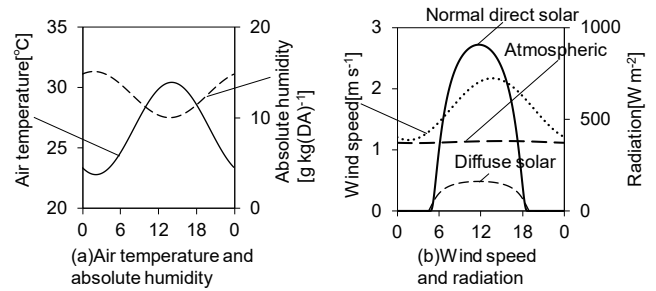 35
30
25
20
Air temperature[°C]
20
10
0
Absolute humidity
[g kg(DA)-1]
0 6 12 18 0
(a)Air temperature and
absolute humidity
Normal direct solar
Atmospheric
Diffuse solar
3
2
1
0
Wind speed[m s-1]
1000
500
0
Radiation[W m-2]
0 6 12 18 0
(b)Wind speed
and radiation